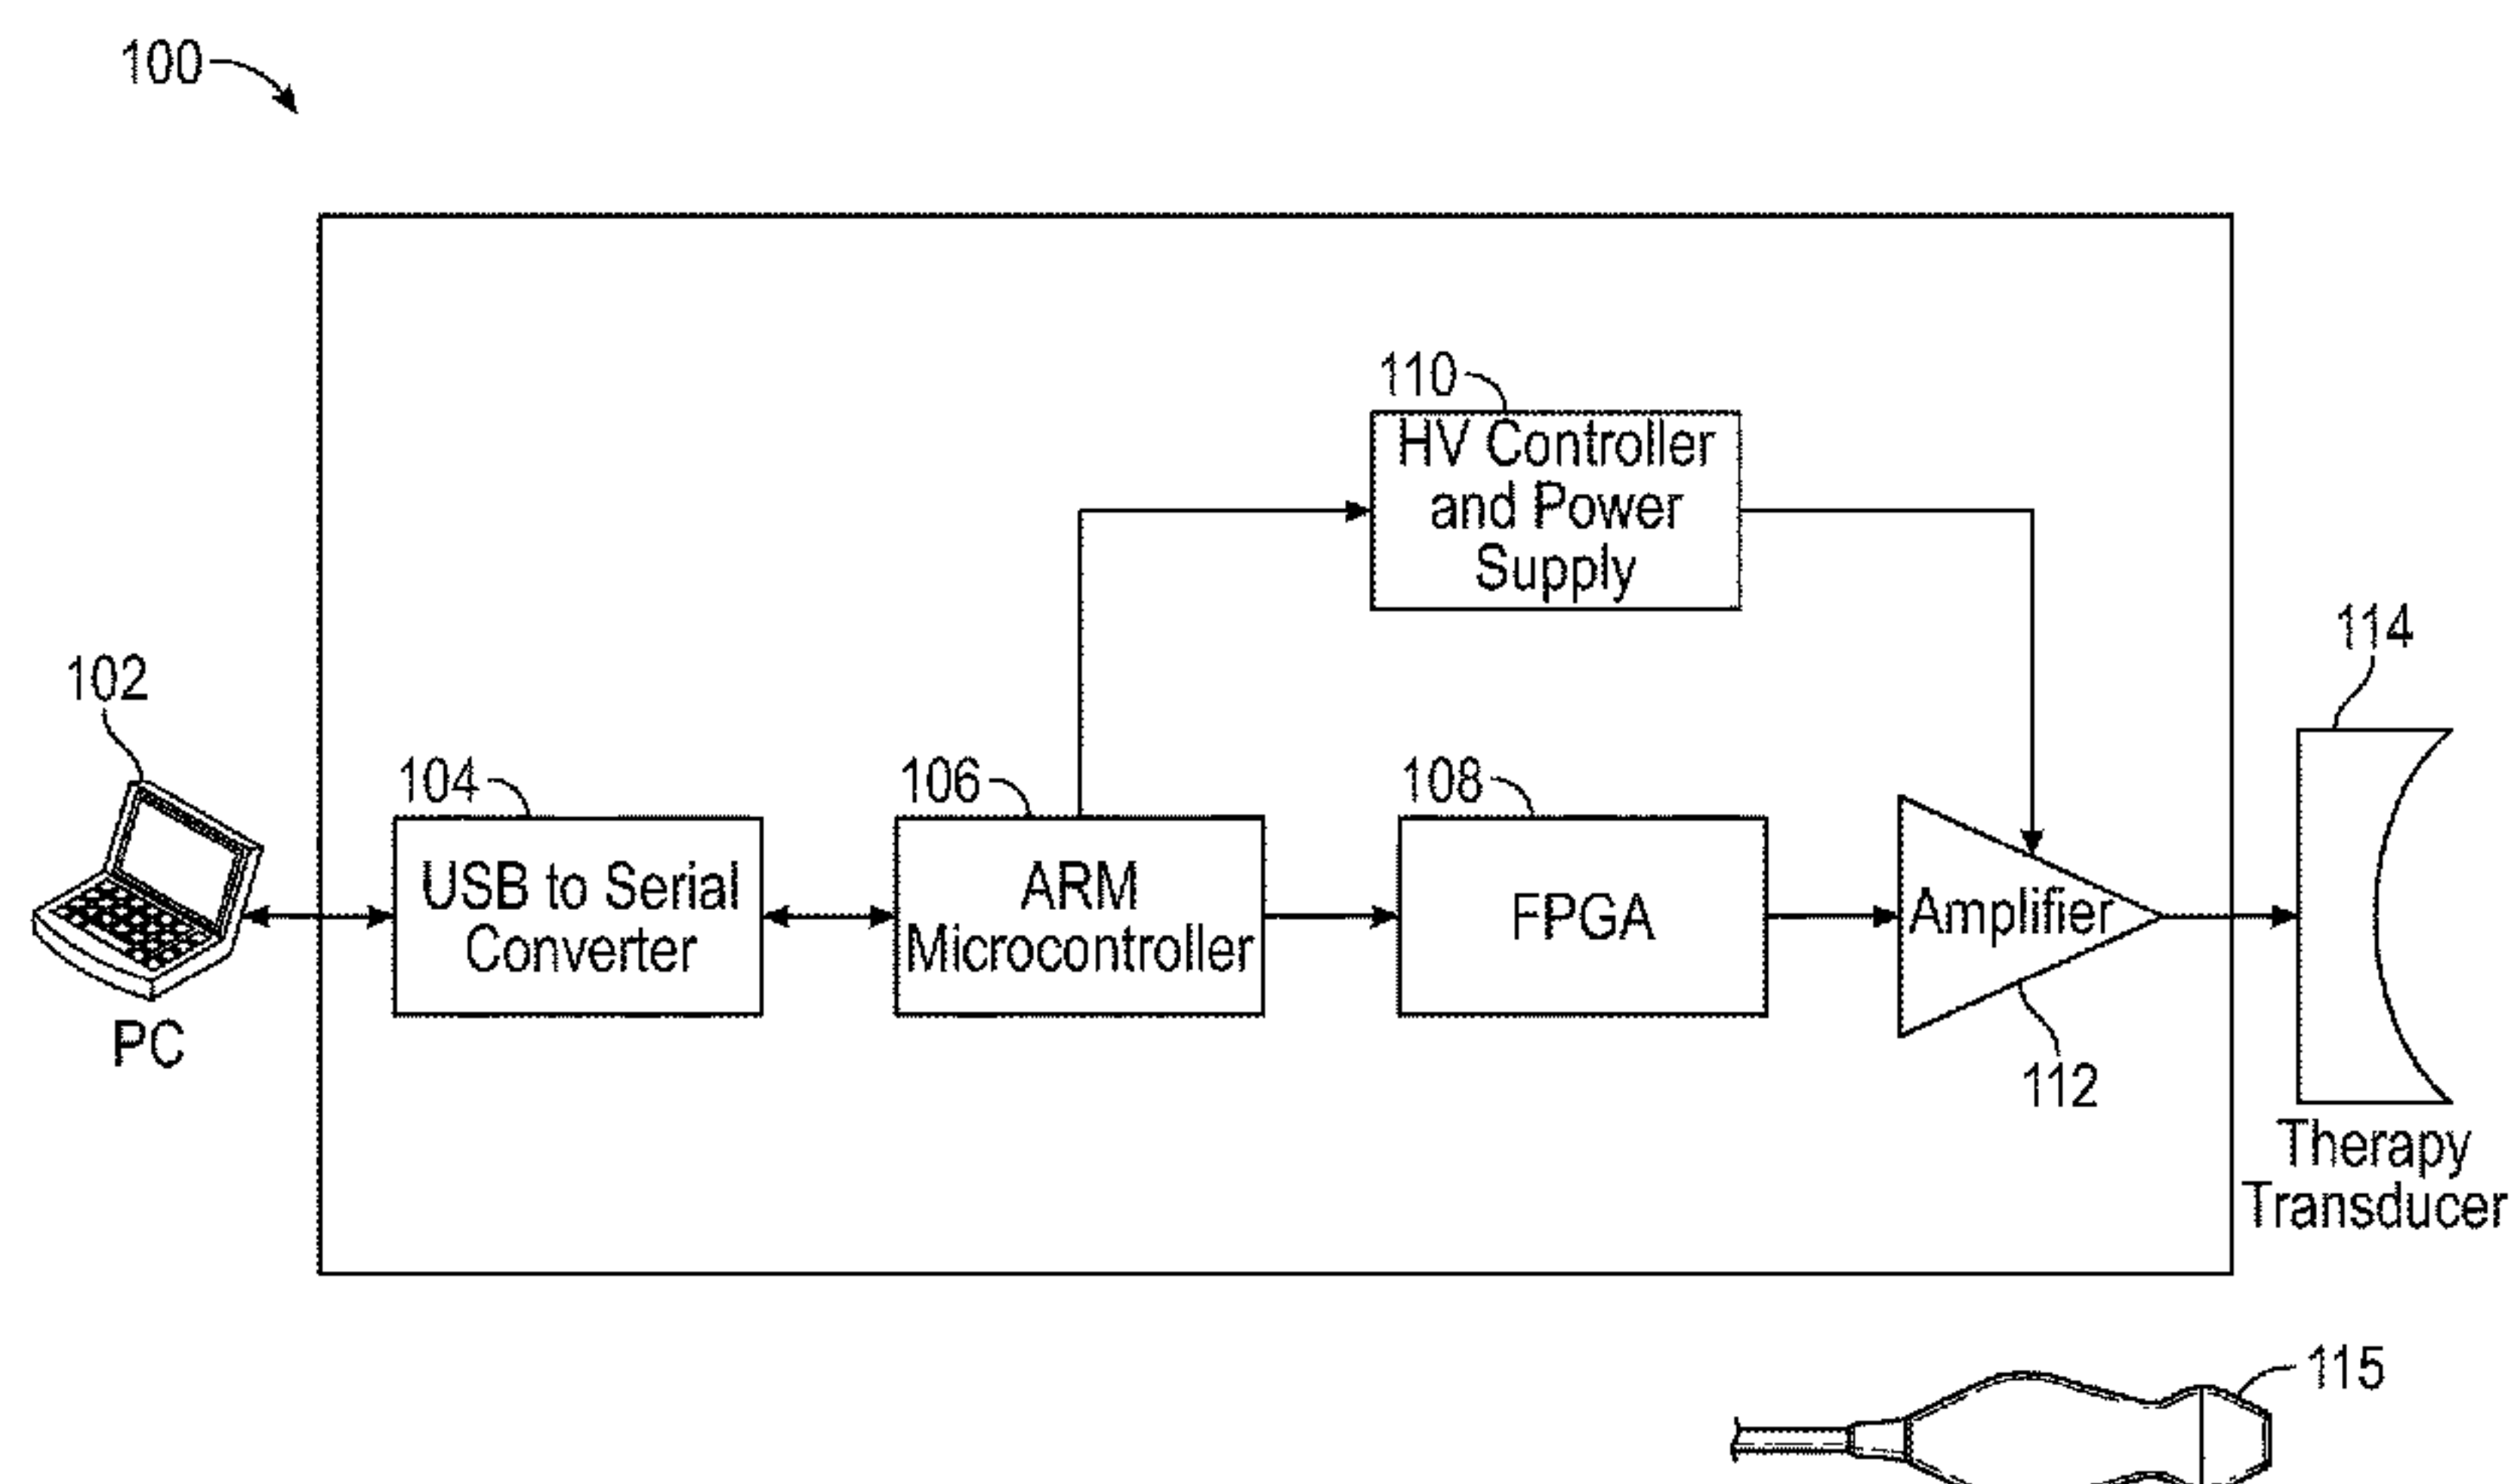 100
110
HV Controller
and Power
Supply
114
102
104
106
108
USB to Serial
Converter
ARM
Microcontroller
FPGA
Amplifier
PC
112
Therapy
Transducer
115